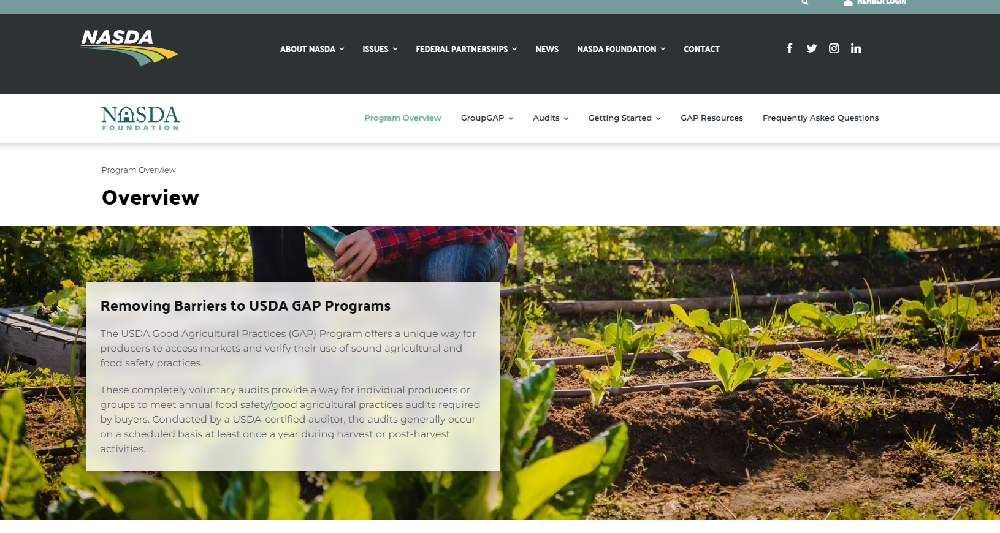 MEMBER LOGIN
NASDA
ABOUT NASDA
ISSUES
FEDERAL PARTNERSHIPS
NEWS
NASDA FOUNDATION
CONTACT
NASDA
FOUNDATION
Program Overview
GroupGAP
Audits
Getting Started
GAP Resources
Frequently Asked Questions
Program Overview
Overview
Removing Barriers to USDA GAP Programs
The USDA Good Agricultural Practices (GAP) Program offers a unique way for
producers to access markets and verify their use of sound agricultural and
food safety practices.
These completely voluntary audits provide a way for individual producers or
groups to meet annual food safety/good agricultural practices audits required
by buyers. Conducted by a USDA-certified auditor, the audits generally occur
on a scheduled basis at least once a year during harvest or post-harvest
activities.